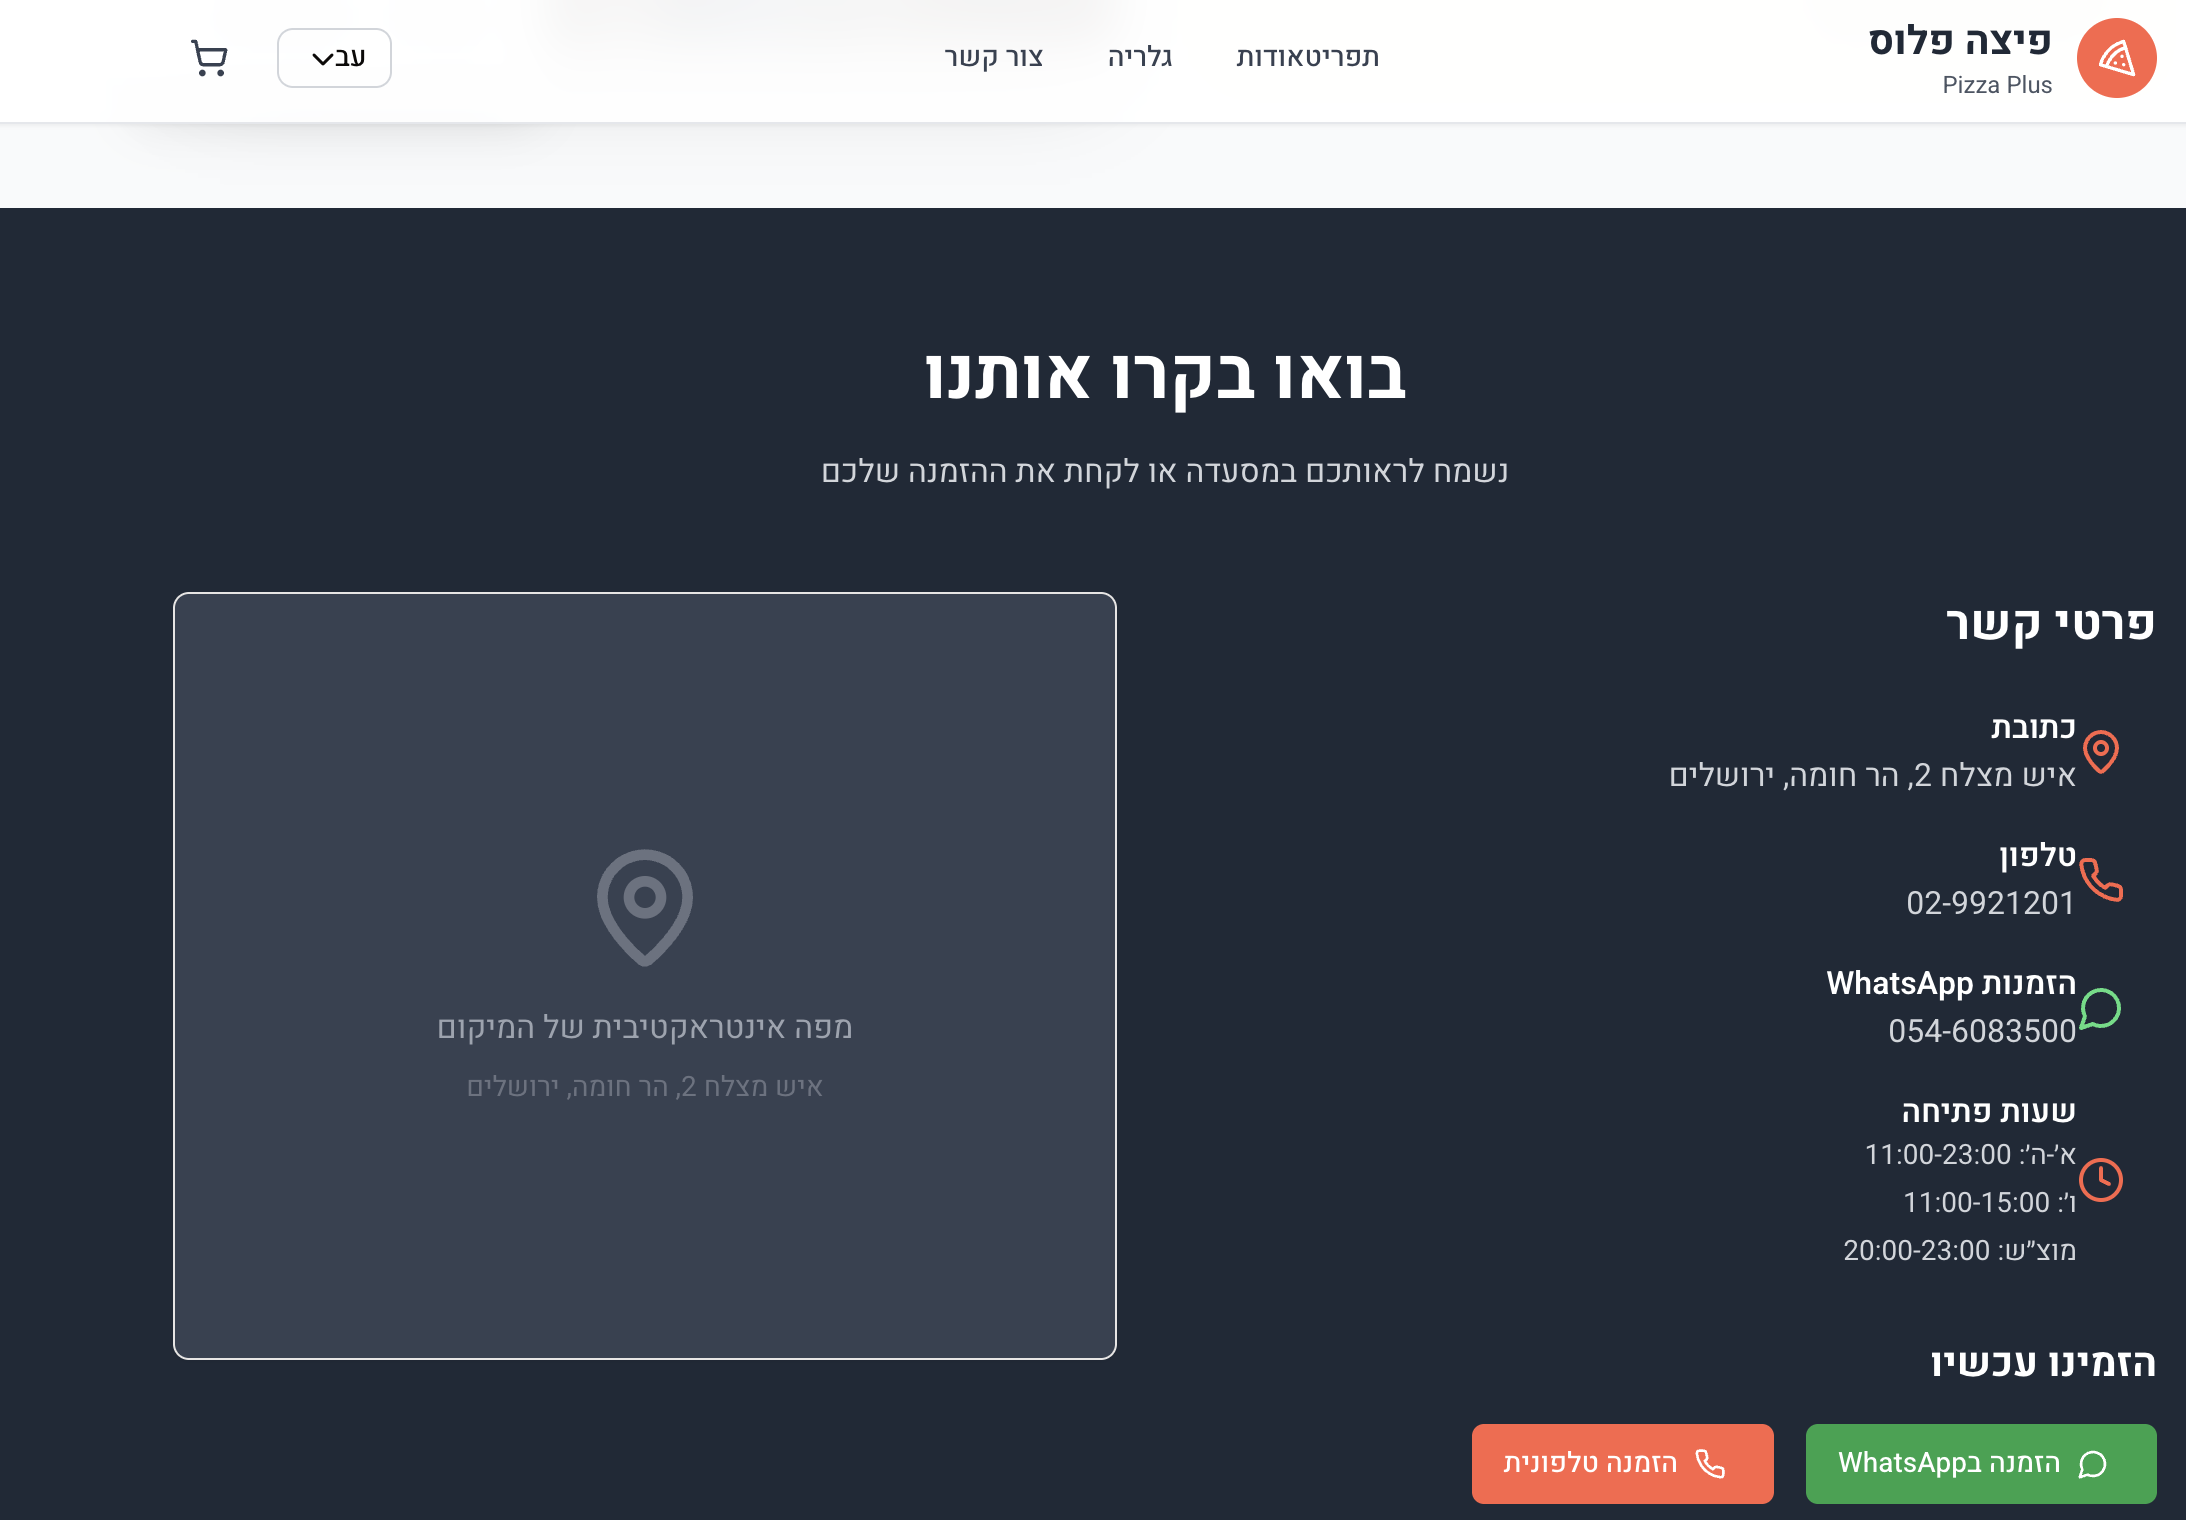 פיצה פלוס
Pizza Plus
תפריטאודות
גלריה
צור קשר
עב
בואו בקרו אותנו
נשמח לראותכם במסעדה או לקחת את ההזמנה שלכם
פרטי קשר
כתובת
איש מצלח 2, הר חומה, ירושלים
טלפון
02-9921201
הזמנות WhatsApp
054-6083500
שעות פתיחה
א׳-ה׳: 11:00-23:00
ו׳: 11:00-15:00
מוצ״ש: 20:00-23:00
הזמינו עכשיו
הזמנה בWhatsApp
הזמנה טלפונית
מפה אינטראקטיבית של המיקום
איש מצלח 2, הר חומה, ירושלים